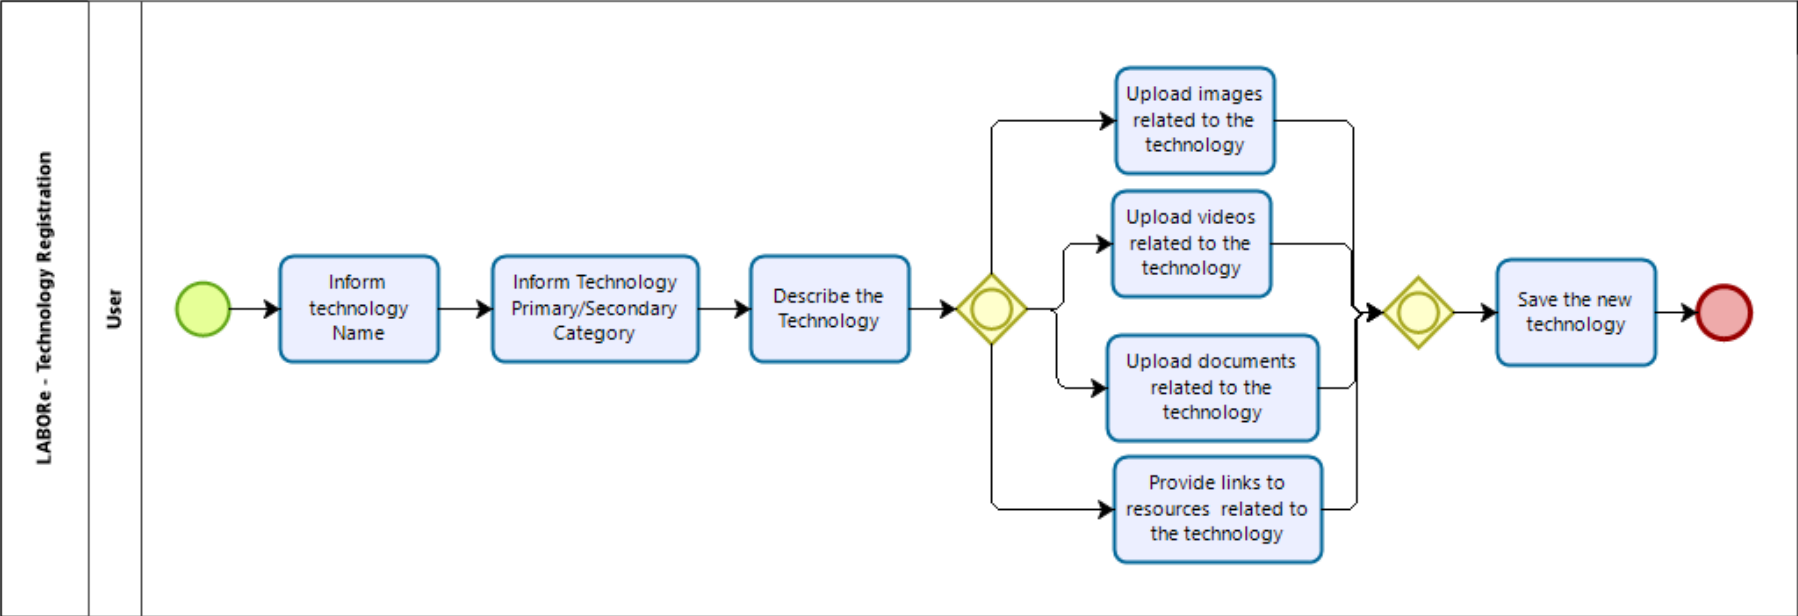 LABORe - Technology Registration
User
Inform
technology
Name
Inform Technology
Primary/Secondary
Category
Describe the
Technology
Upload images
related to the
technology
Upload videos
related to the
technology
Upload documents
related to the
technology
Provide links to
resources  related to
the technology
Save the new
technology